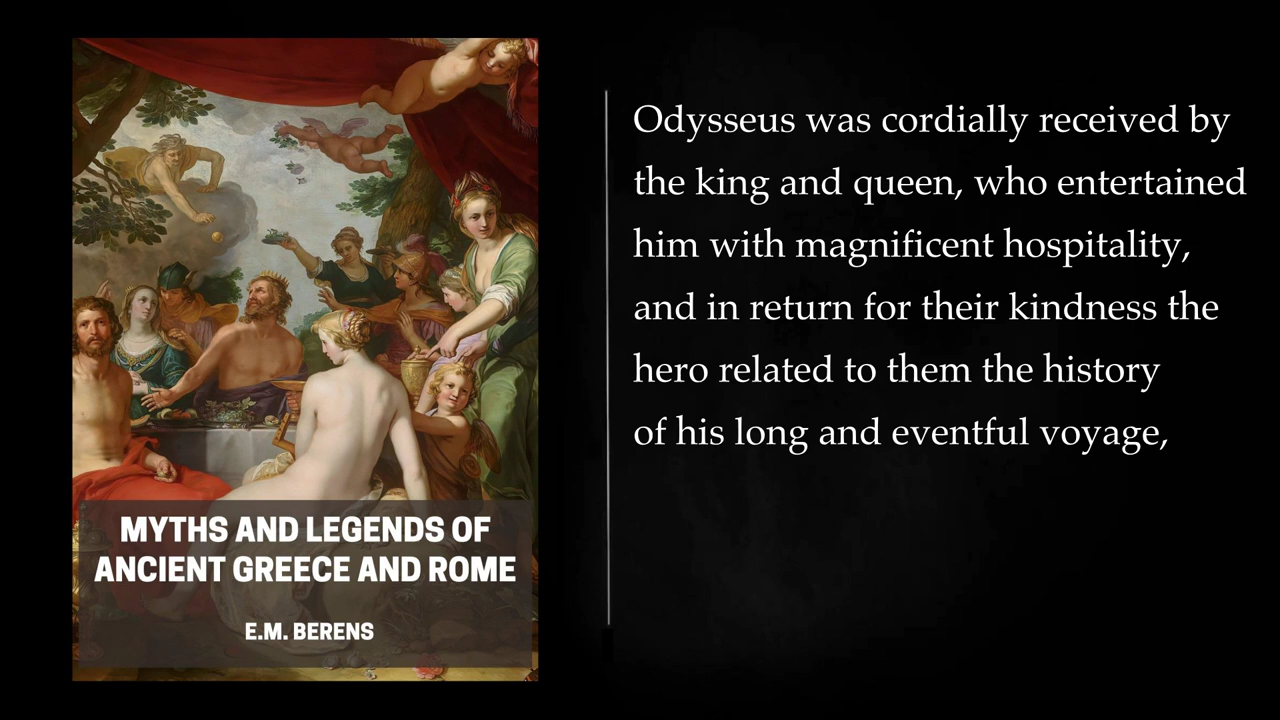 MYTHS AND LEGENDS OF
ANCIENT GREECE AND ROME
E.M. BERENS
Odysseus was cordially received by
the king and queen, who entertained
him with magnificent hospitality,
and in return for their kindness the
hero related to them the history
of his long and eventful voyage,